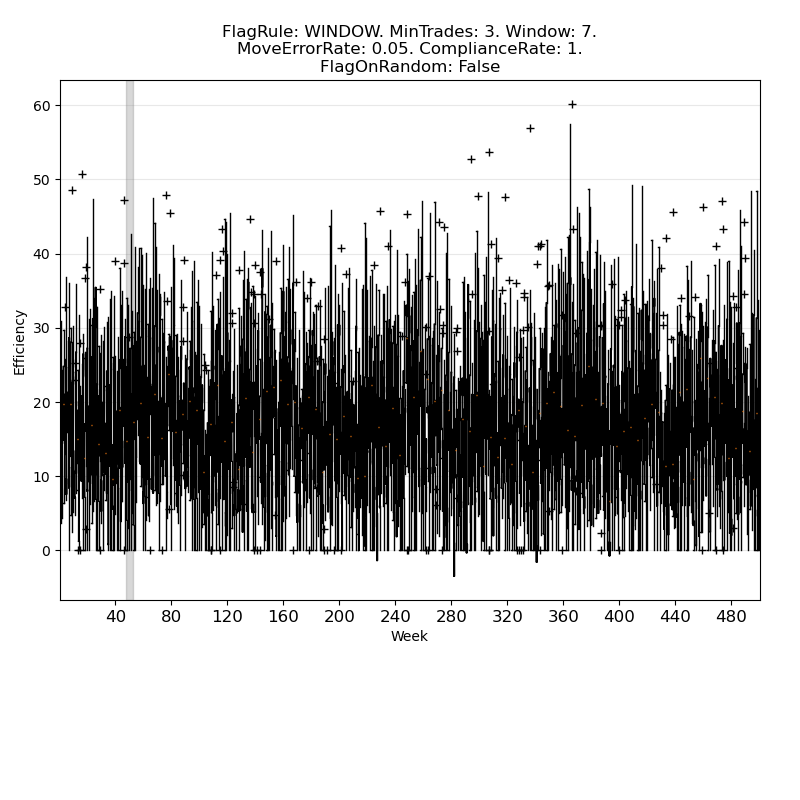 FlagRule: WINDOW. MinTrades: 3. Window: 7.
MoveErrorRate: 0.05. ComplianceRate: 1.
FlagOnRandom: False
60
50
40
30
20
10
0
Efficiency
40 80 120 160 200 240 280 320 360 400 440 480
Week